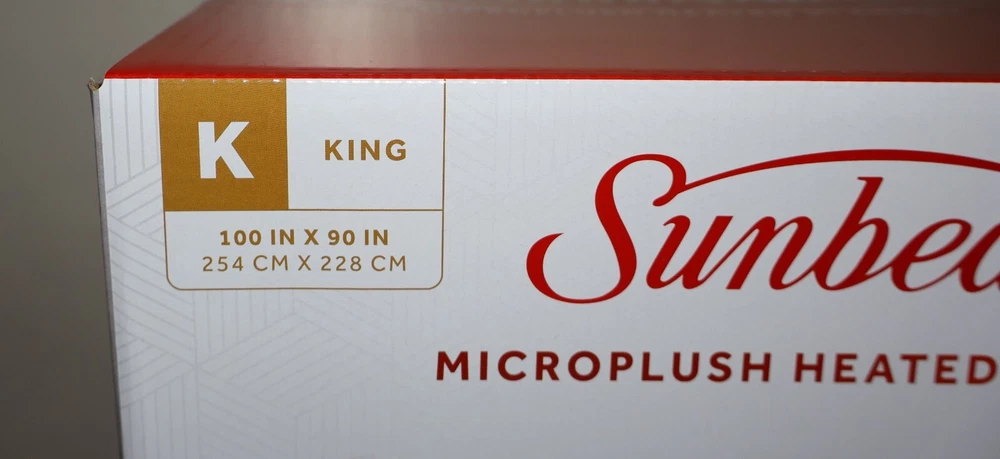 K
KING
100 IN X 90 IN
254 CM X 228 CM
Sunbea
MICROPLUSH HEATED